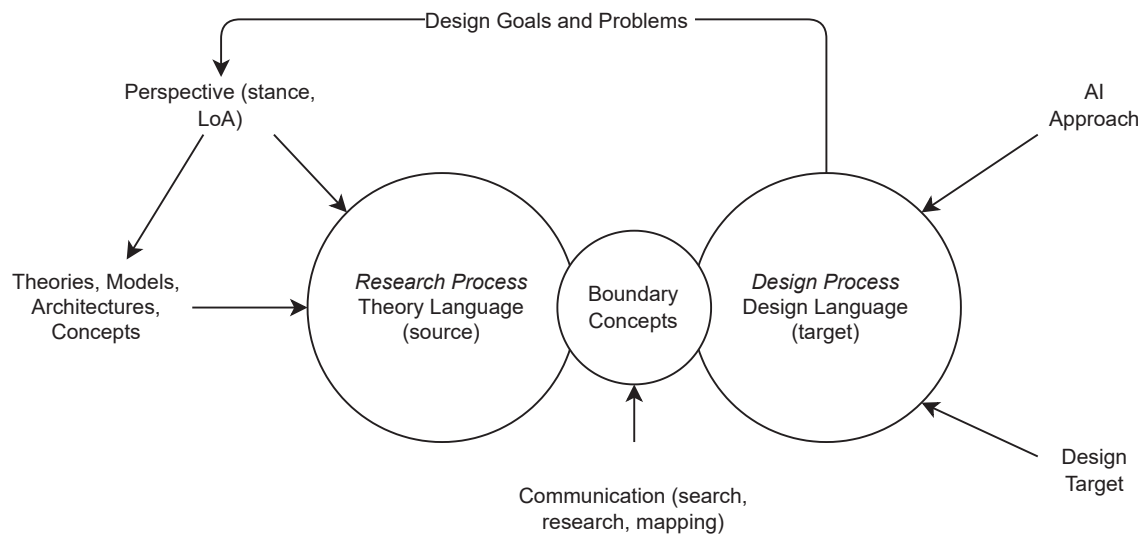 Design Goals and Problems
Perspective (stance,
LoA)
AI
Approach
Theories, Models,
Architectures,
Concepts
Research Process
Theory Language
(source)
Boundary
Concepts
Design Process
Design Language
(target)
Communication (search,
research, mapping)
Design
Target